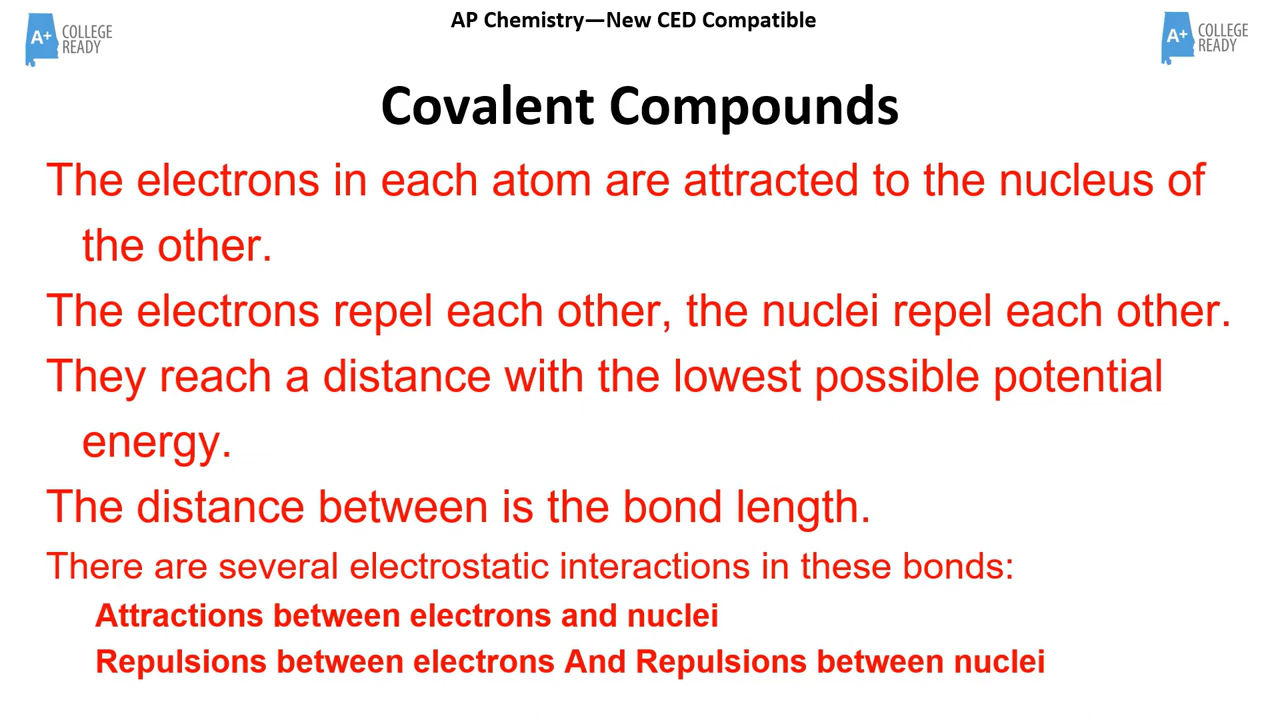 AP Chemistry—New CED Compatible
A+ COLLEGE READY
A+ COLLEGE READY
Covalent Compounds
The electrons in each atom are attracted to the nucleus of
the other.
The electrons repel each other, the nuclei repel each other.
They reach a distance with the lowest possible potential
energy.
The distance between is the bond length.
There are several electrostatic interactions in these bonds:
Attractions between electrons and nuclei
Repulsions between electrons And Repulsions between nuclei